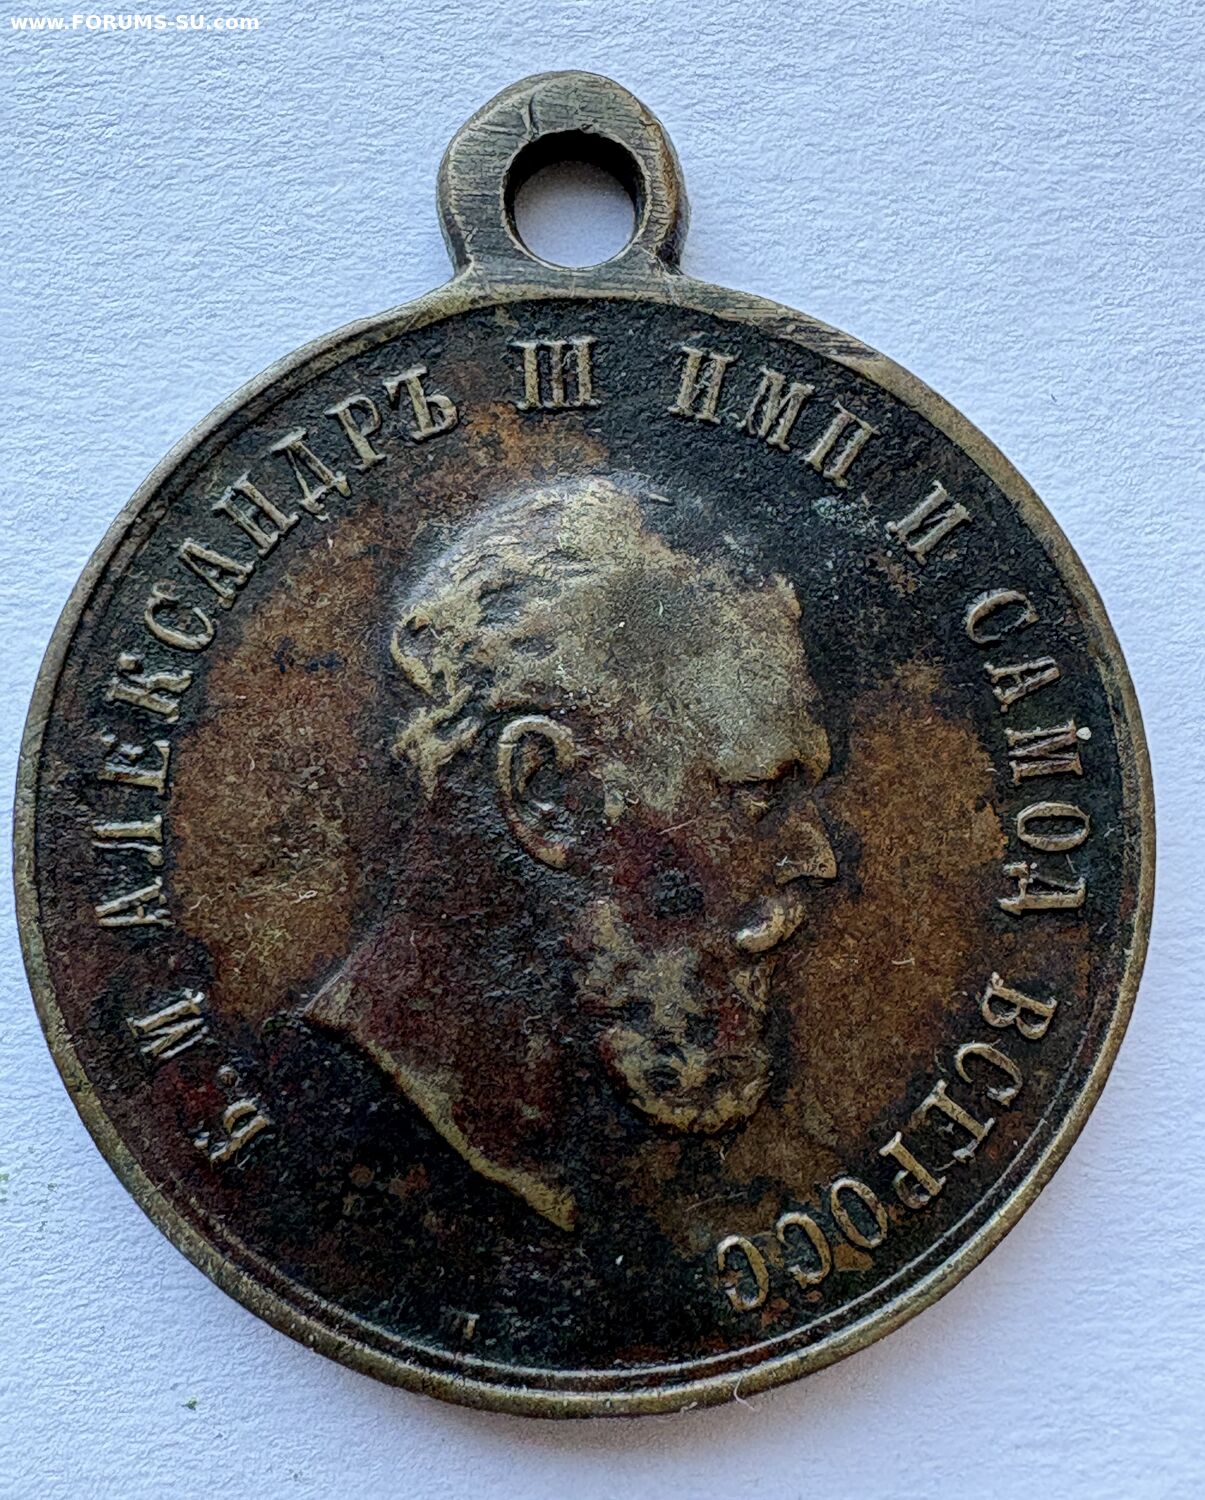 www.FORUMS-SU.com
Б. М. АЛЕКСАНДРЪ III ИМП И САМОД ВСЕРОСС